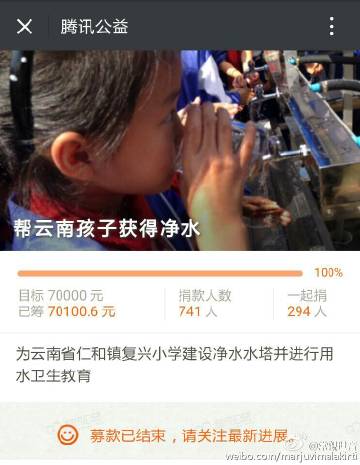 腾讯公益
帮云南孩子获得净水
100%
目标 70000 元
已筹 70100.6 元
捐款人数
741 人
一起捐
294 人
为云南省仁和镇复兴小学建设净水水塔并进行用
水卫生教育
募款已结束，请关注最新进展。
weibo.com/marjuvimalakirti